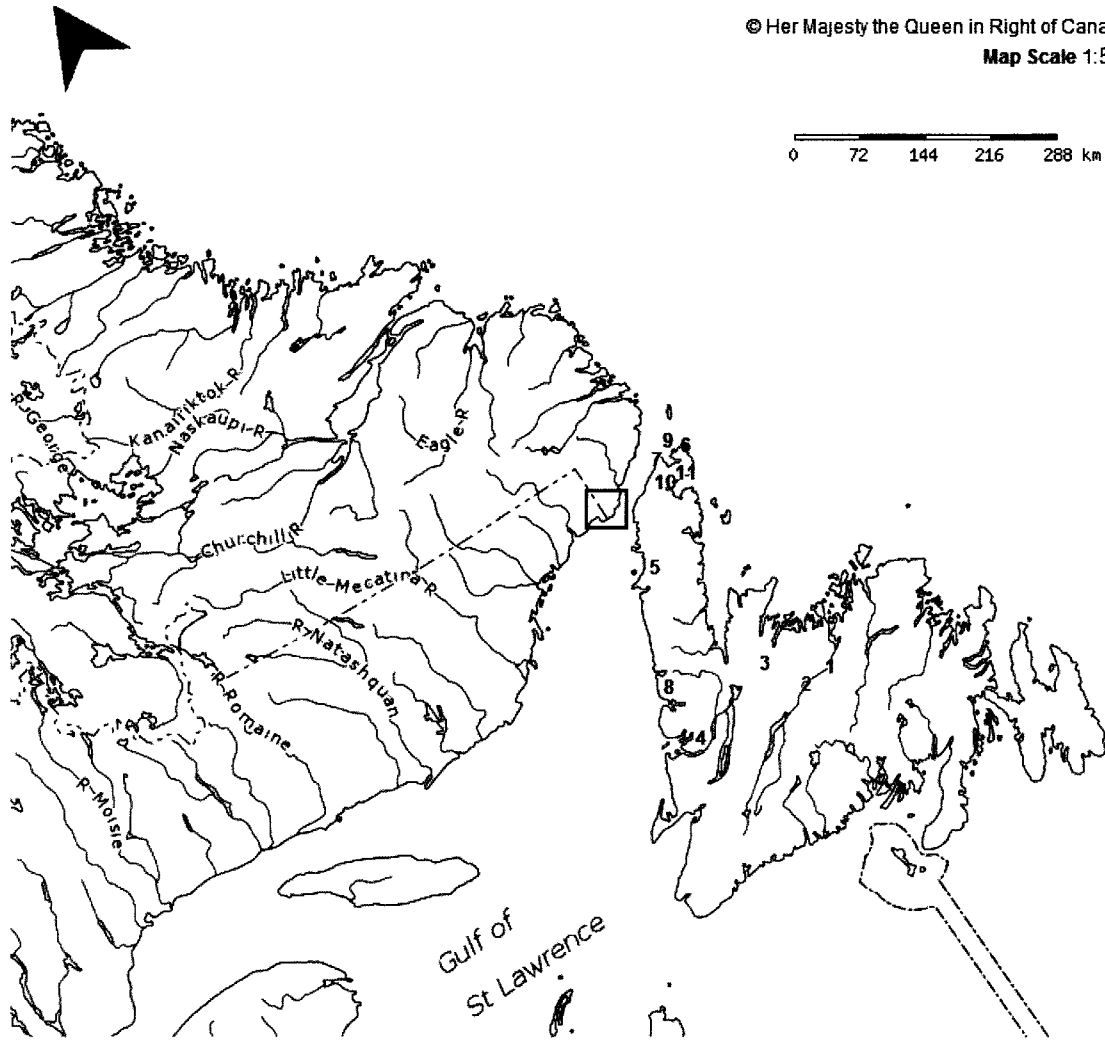 © Her Majesty the Queen in Right of Cana
Map Scale 1:5
0 72 144 216 288 km
R-George
Kanairiktok-R
Naskaupi-R
Eagle-R
Churchill-R
Little-Mecatina-R
R-Natashquan
R-Romaine
R-Moisie
9
6
7
11
10
5
3
1
2
8
4
Gulf of
St Lawrence